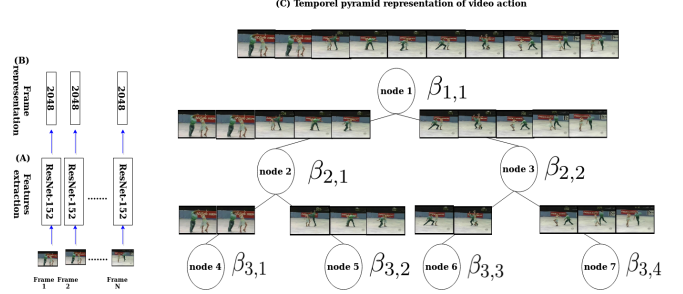 (C) Temporel pyramid representation of video action
(B)
Frame
representation
2048
2048
2048
(A)
Features
extraction
ResNet-152
ResNet-152
ResNet-152
Frame
1
Frame
2
Frame
N
node 1
β1,1
node 2
β2,1
node 3
β2,2
node 4
β3,1
node 5
β3,2
node 6
β3,3
node 7
β3,4